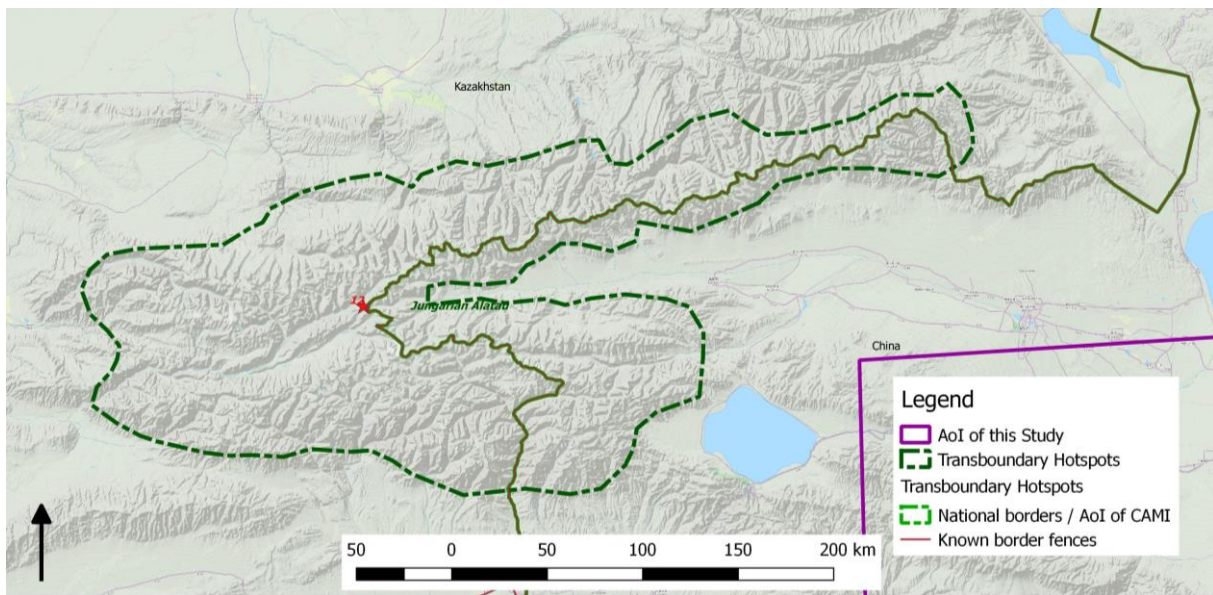 Kazakhstan
12
Jungarian Alatau
China
Legend
AoI of this Study
Transboundary Hotspots
Transboundary Hotspots
National borders / AoI of CAMI
Known border fences
50 0 50 100 150 200 km